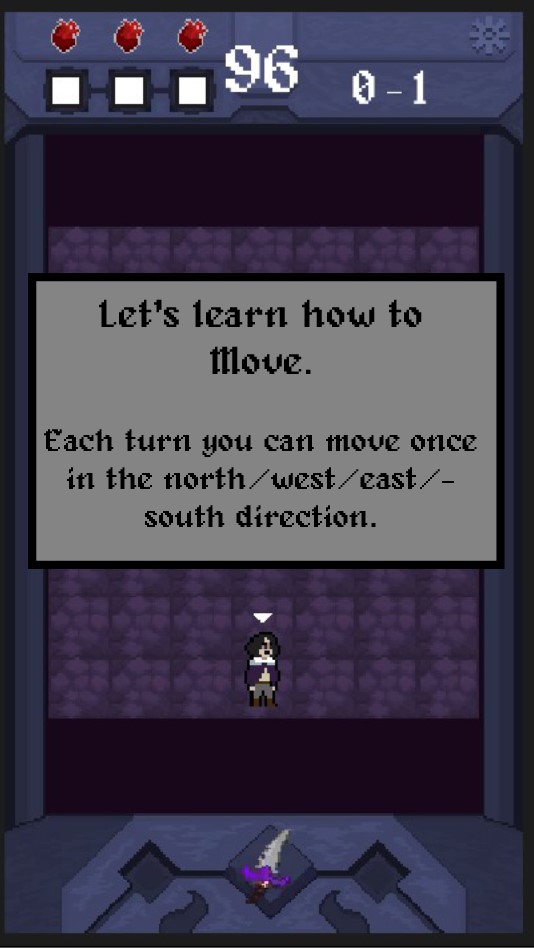 96
0-1
Let's learn how to
Move.
Each turn you can move once
in the north/west/east/-
south direction.